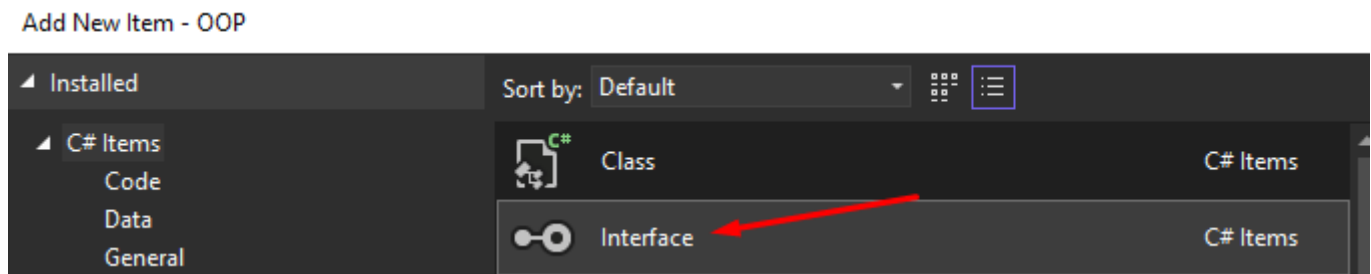 Add New Item - OOP
Installed
Sort by: Default
C# Items
Code
Data
General
C#
Class C# Items
Interface C# Items